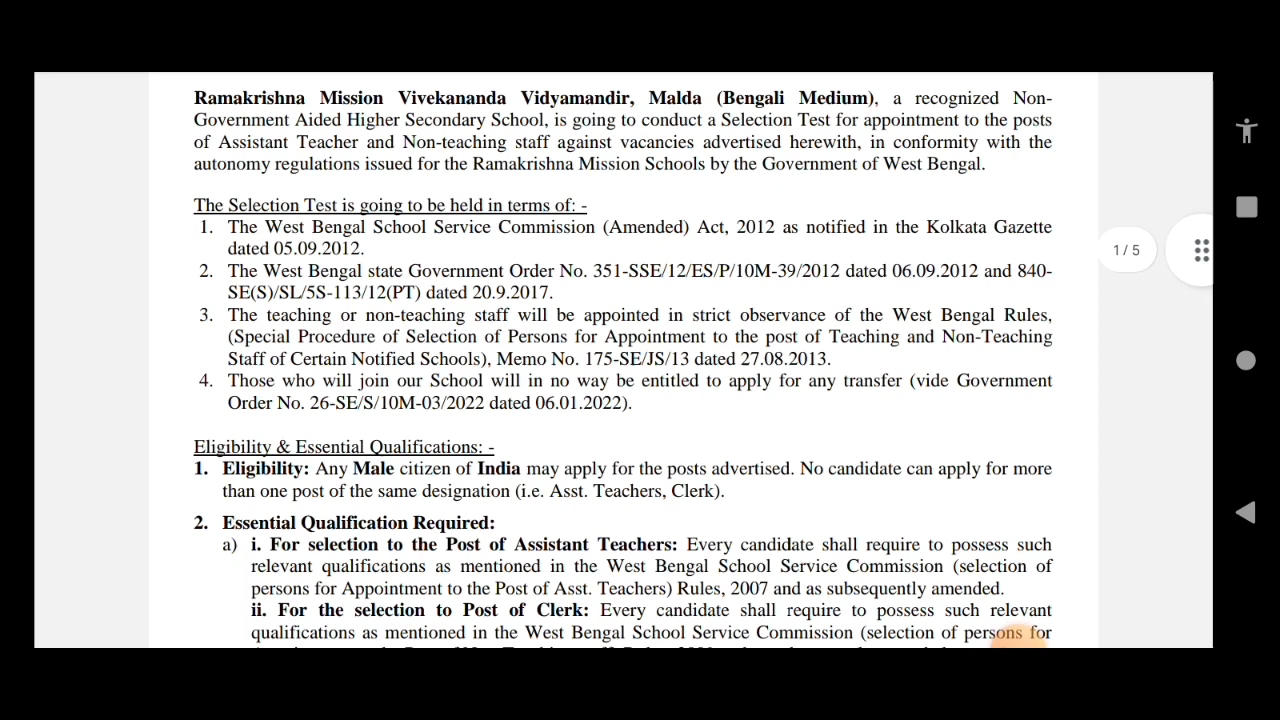 Ramakrishna Mission Vivekananda Vidyamandir, Malda (Bengali Medium), a recognized Non-
Government Aided Higher Secondary School, is going to conduct a Selection Test for appointment to the posts
of Assistant Teacher and Non-teaching staff against vacancies advertised herewith, in conformity with the
autonomy regulations issued for the Ramakrishna Mission Schools by the Government of West Bengal.
The Selection Test is going to be held in terms of: -
1. The West Bengal School Service Commission (Amended) Act, 2012 as notified in the Kolkata Gazette
dated 05.09.2012.
2. The West Bengal state Government Order No. 351-SSE/12/ES/P/10M-39/2012 dated 06.09.2012 and 840-
SE(S)/SL/5S-113/12(PT) dated 20.9.2017.
3. The teaching or non-teaching staff will be appointed in strict observance of the West Bengal Rules,
(Special Procedure of Selection of Persons for Appointment to the post of Teaching and Non-Teaching
Staff of Certain Notified Schools), Memo No. 175-SE/JS/13 dated 27.08.2013.
4. Those who will join our School will in no way be entitled to apply for any transfer (vide Government
Order No. 26-SE/S/10M-03/2022 dated 06.01.2022).
Eligibility & Essential Qualifications: -
1. Eligibility: Any Male citizen of India may apply for the posts advertised. No candidate can apply for more
than one post of the same designation (i.e. Asst. Teachers, Clerk).
2. Essential Qualification Required:
a) i. For selection to the Post of Assistant Teachers: Every candidate shall require to possess such
relevant qualifications as mentioned in the West Bengal School Service Commission (selection of
persons for Appointment to the Post of Asst. Teachers) Rules, 2007 and as subsequently amended.
ii. For the selection to Post of Clerk: Every candidate shall require to possess such relevant
qualifications as mentioned in the West Bengal School Service Commission (selection of persons for
1 / 5